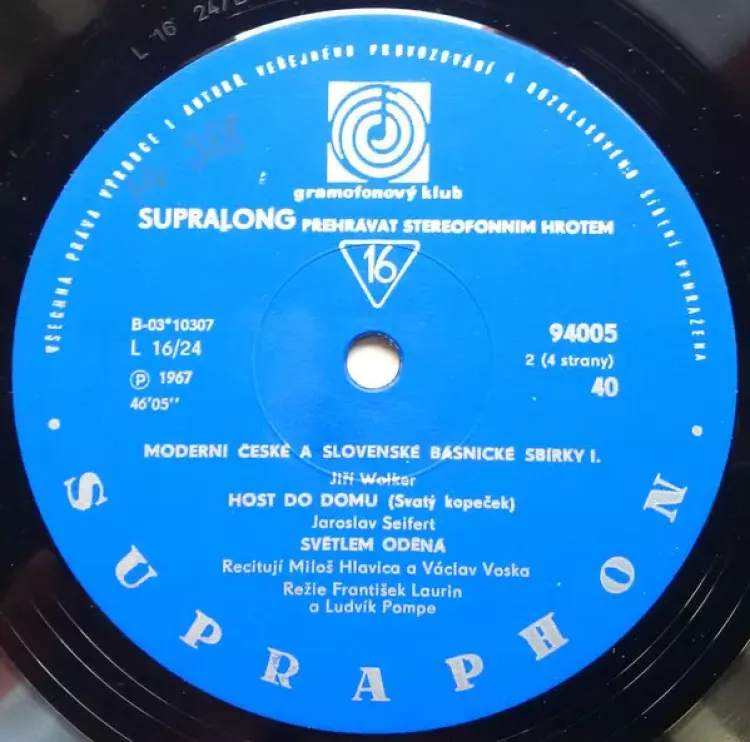 L 16 24/
VŠECHNA PRÁVA VÝROBCE I AUTORA, VEŘEJNÉHO PROVOZOVÁNÍ A ROZHLASOVÉHO ŠÍŘENÍ VYHRAZENA
gramofonový klub
SUPRALONG PŘEHRÁVAT STEREOFONNÍM HROTEM
16
B-03*10307
L 16/24
Ⓟ 1967
46'05''
94005
2 (4 strany)
40
MODERNÍ ČESKÉ A SLOVENSKÉ BÁSNICKÉ SBÍRKY I.
Jiří Wolker
HOST DO DOMU (Svatý kopeček)
Jaroslav Seifert
SVĚTLEM ODĚNÁ
Recitují Miloš Hlavica a Václav Voska
Režie František Laurin
a Ludvík Pompe
• SUPRAPHON •